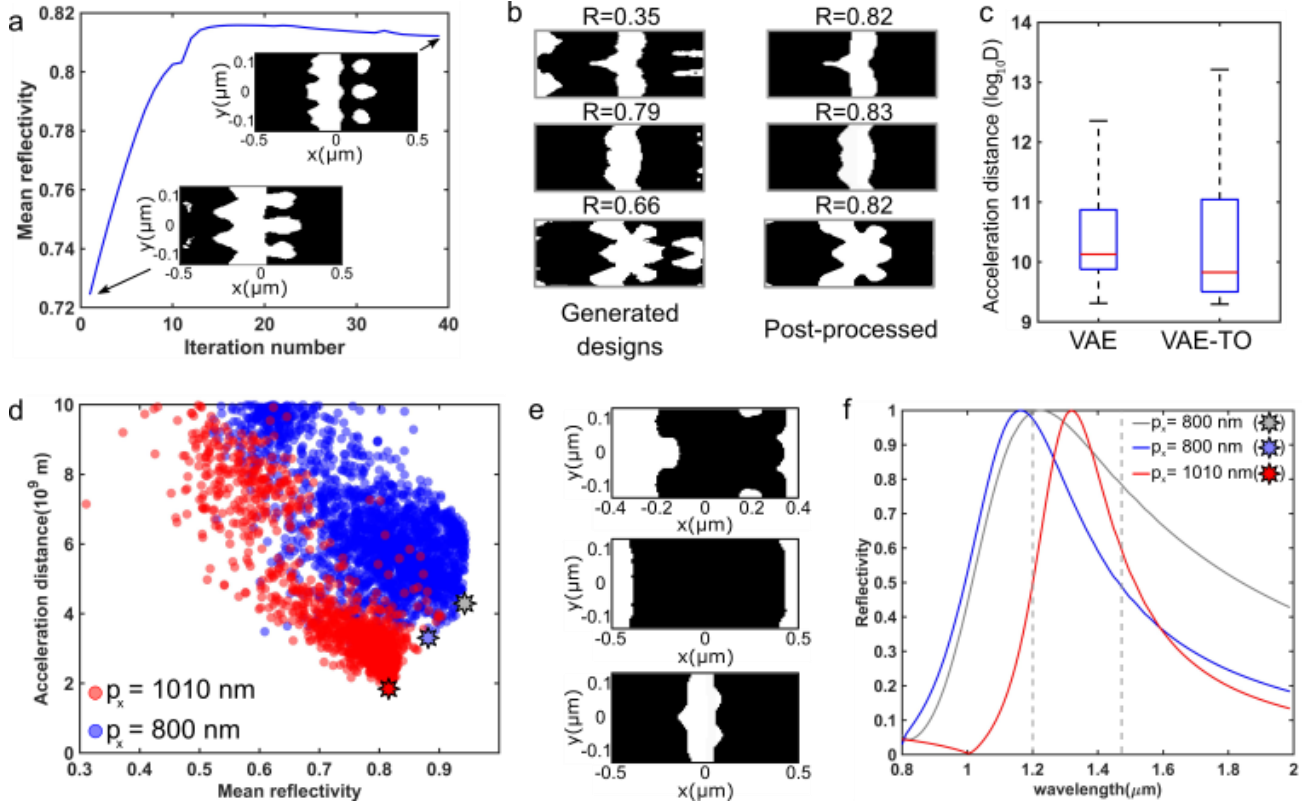 a
Mean reflectivity
0.82
0.8
0.78
0.76
0.74
0.72
0
10
20
30
40
Iteration number
y(µm)
0.1
0
-0.1
-0.5
0
0.5
x(µm)
y(µm)
0.1
0
-0.1
-0.5
0
0.5
x(µm)
b
R=0.35
R=0.82
R=0.79
R=0.83
R=0.66
R=0.82
Generated
designs
Post-processed
c
Acceleration distance (log10D)
14
13
12
11
10
9
VAE
VAE-TO
d
Acceleration distance(10⁹ m)
10
8
6
4
2
0
0.3
0.4
0.5
0.6
0.7
0.8
0.9
Mean reflectivity
px = 1010 nm
px = 800 nm
e
y(µm)
0.1
0
-0.1
-0.2
0
0.2
0.4
x(µm)
y(µm)
0.1
0
-0.1
-0.5
0
0.5
x(µm)
y(µm)
0.1
0
-0.1
-0.5
0
0.5
x(µm)
f
Reflectivity
1
0.9
0.8
0.7
0.6
0.5
0.4
0.3
0.2
0.1
0
0.8
1
1.2
1.4
1.6
1.8
2
wavelength(µm)
px = 800 nm
px = 800 nm
px = 1010 nm